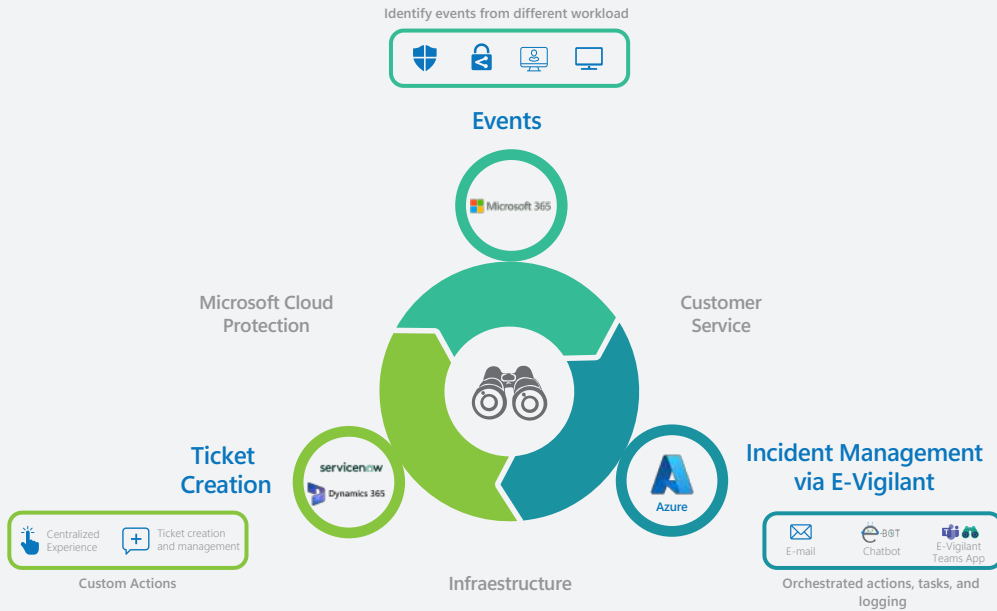 Identify events from different workload
Events
Microsoft 365
Microsoft Cloud
Protection
Customer
Service
Ticket
Creation
servicenow
Dynamics 365
Azure
Incident Management
via E-Vigilant
Centralized
Experience
Ticket creation
and management
Custom Actions
Infraestructure
E-mail
e-BOT
Chatbot
E-Vigilant
Teams App
Orchestrated actions, tasks, and
logging